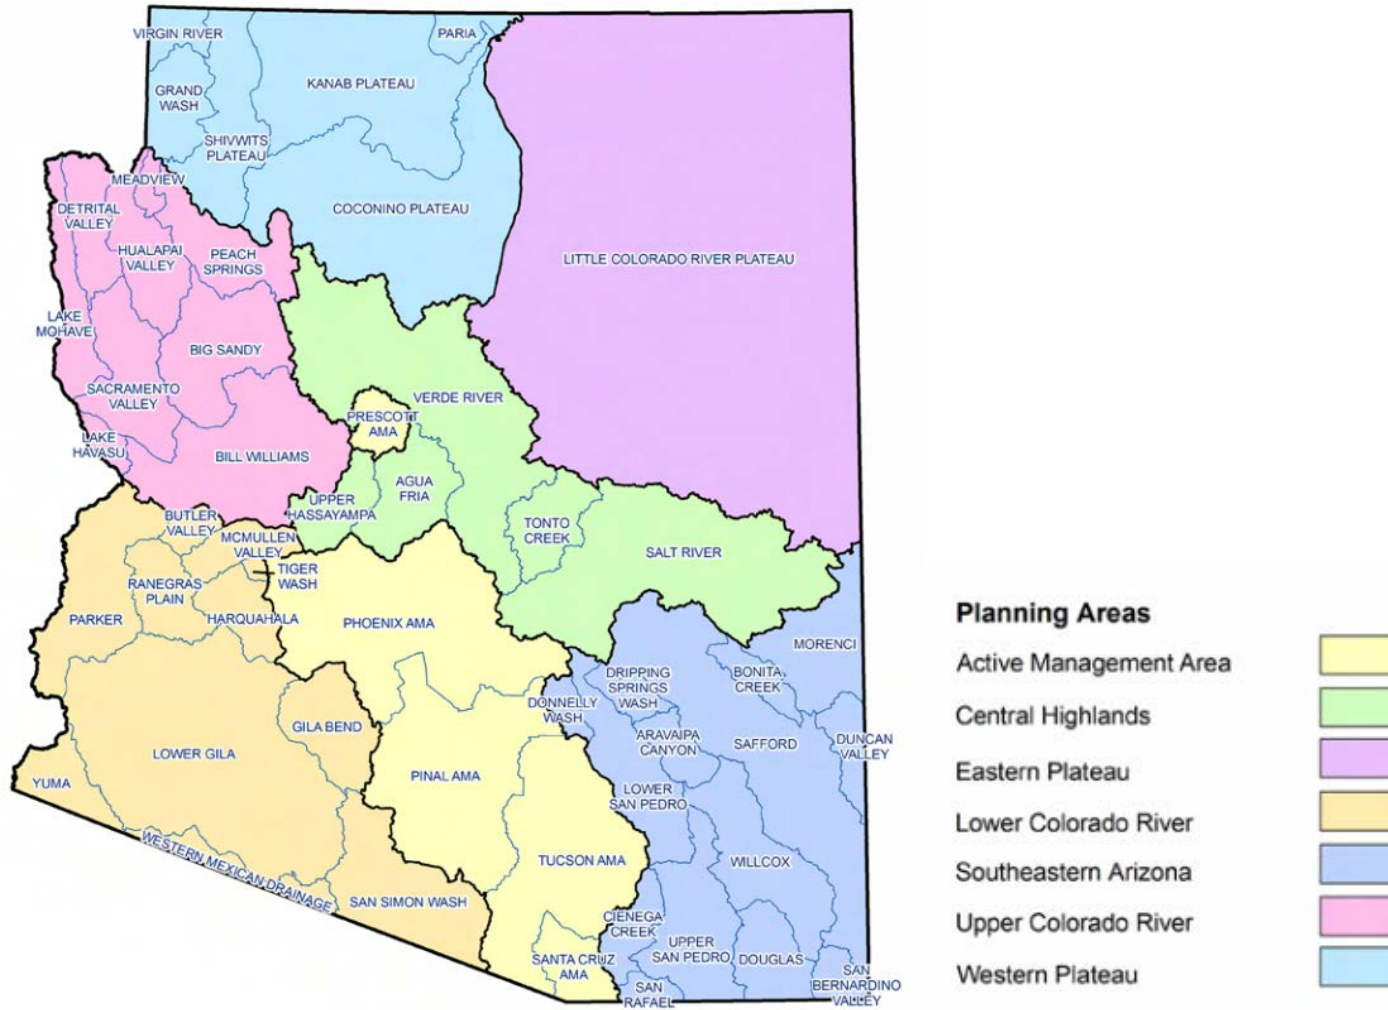 VIRGIN RIVER
PARIA
GRAND
WASH
KANAB PLATEAU
SHIVWITS
PLATEAU
MEADVIEW
COCONINO PLATEAU
DETRITAL
VALLEY
HUALAPAI
VALLEY
PEACH
SPRINGS
LITTLE COLORADO RIVER PLATEAU
LAKE
MOHAVE
BIG SANDY
SACRAMENTO
VALLEY
VERDE RIVER
PRESCOTT
AMA
LAKE
HAVASU
BILL WILLIAMS
AGUA
FRIA
UPPER
HASSAYAMPA
BUTLER
VALLEY
MCMULLEN
VALLEY
TONTO
CREEK
SALT RIVER
TIGER
WASH
RANEGRAS
PLAIN
PARKER
HARQUAHALA
PHOENIX AMA
MORENCI
DRIPPING
SPRINGS
WASH
BONITA
CREEK
DONNELLY
WASH
GILA BEND
ARAVAIPA
CANYON
SAFFORD
DUNCAN
VALLEY
LOWER GILA
PINAL AMA
YUMA
LOWER
SAN PEDRO
WESTERN MEXICAN DRAINAGE
TUCSON AMA
WILLCOX
SAN SIMON WASH
CIENEGA
CREEK
UPPER
SAN PEDRO
DOUGLAS
SANTA CRUZ
AMA
SAN
RAFAEL
SAN
BERNARDINO
VALLEY
Planning Areas
Active Management Area
Central Highlands
Eastern Plateau
Lower Colorado River
Southeastern Arizona
Upper Colorado River
Western Plateau